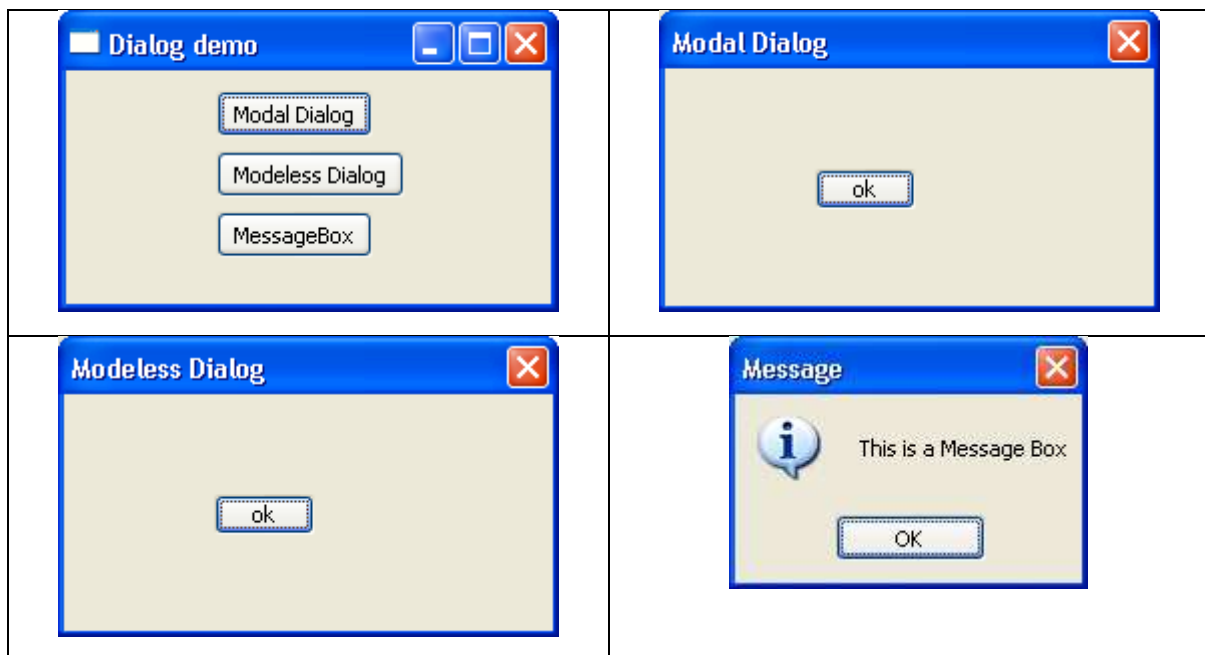 Dialog demo
Modal Dialog
Modeless Dialog
MessageBox
Modal Dialog
ok
Modeless Dialog
ok
Message
This is a Message Box
OK